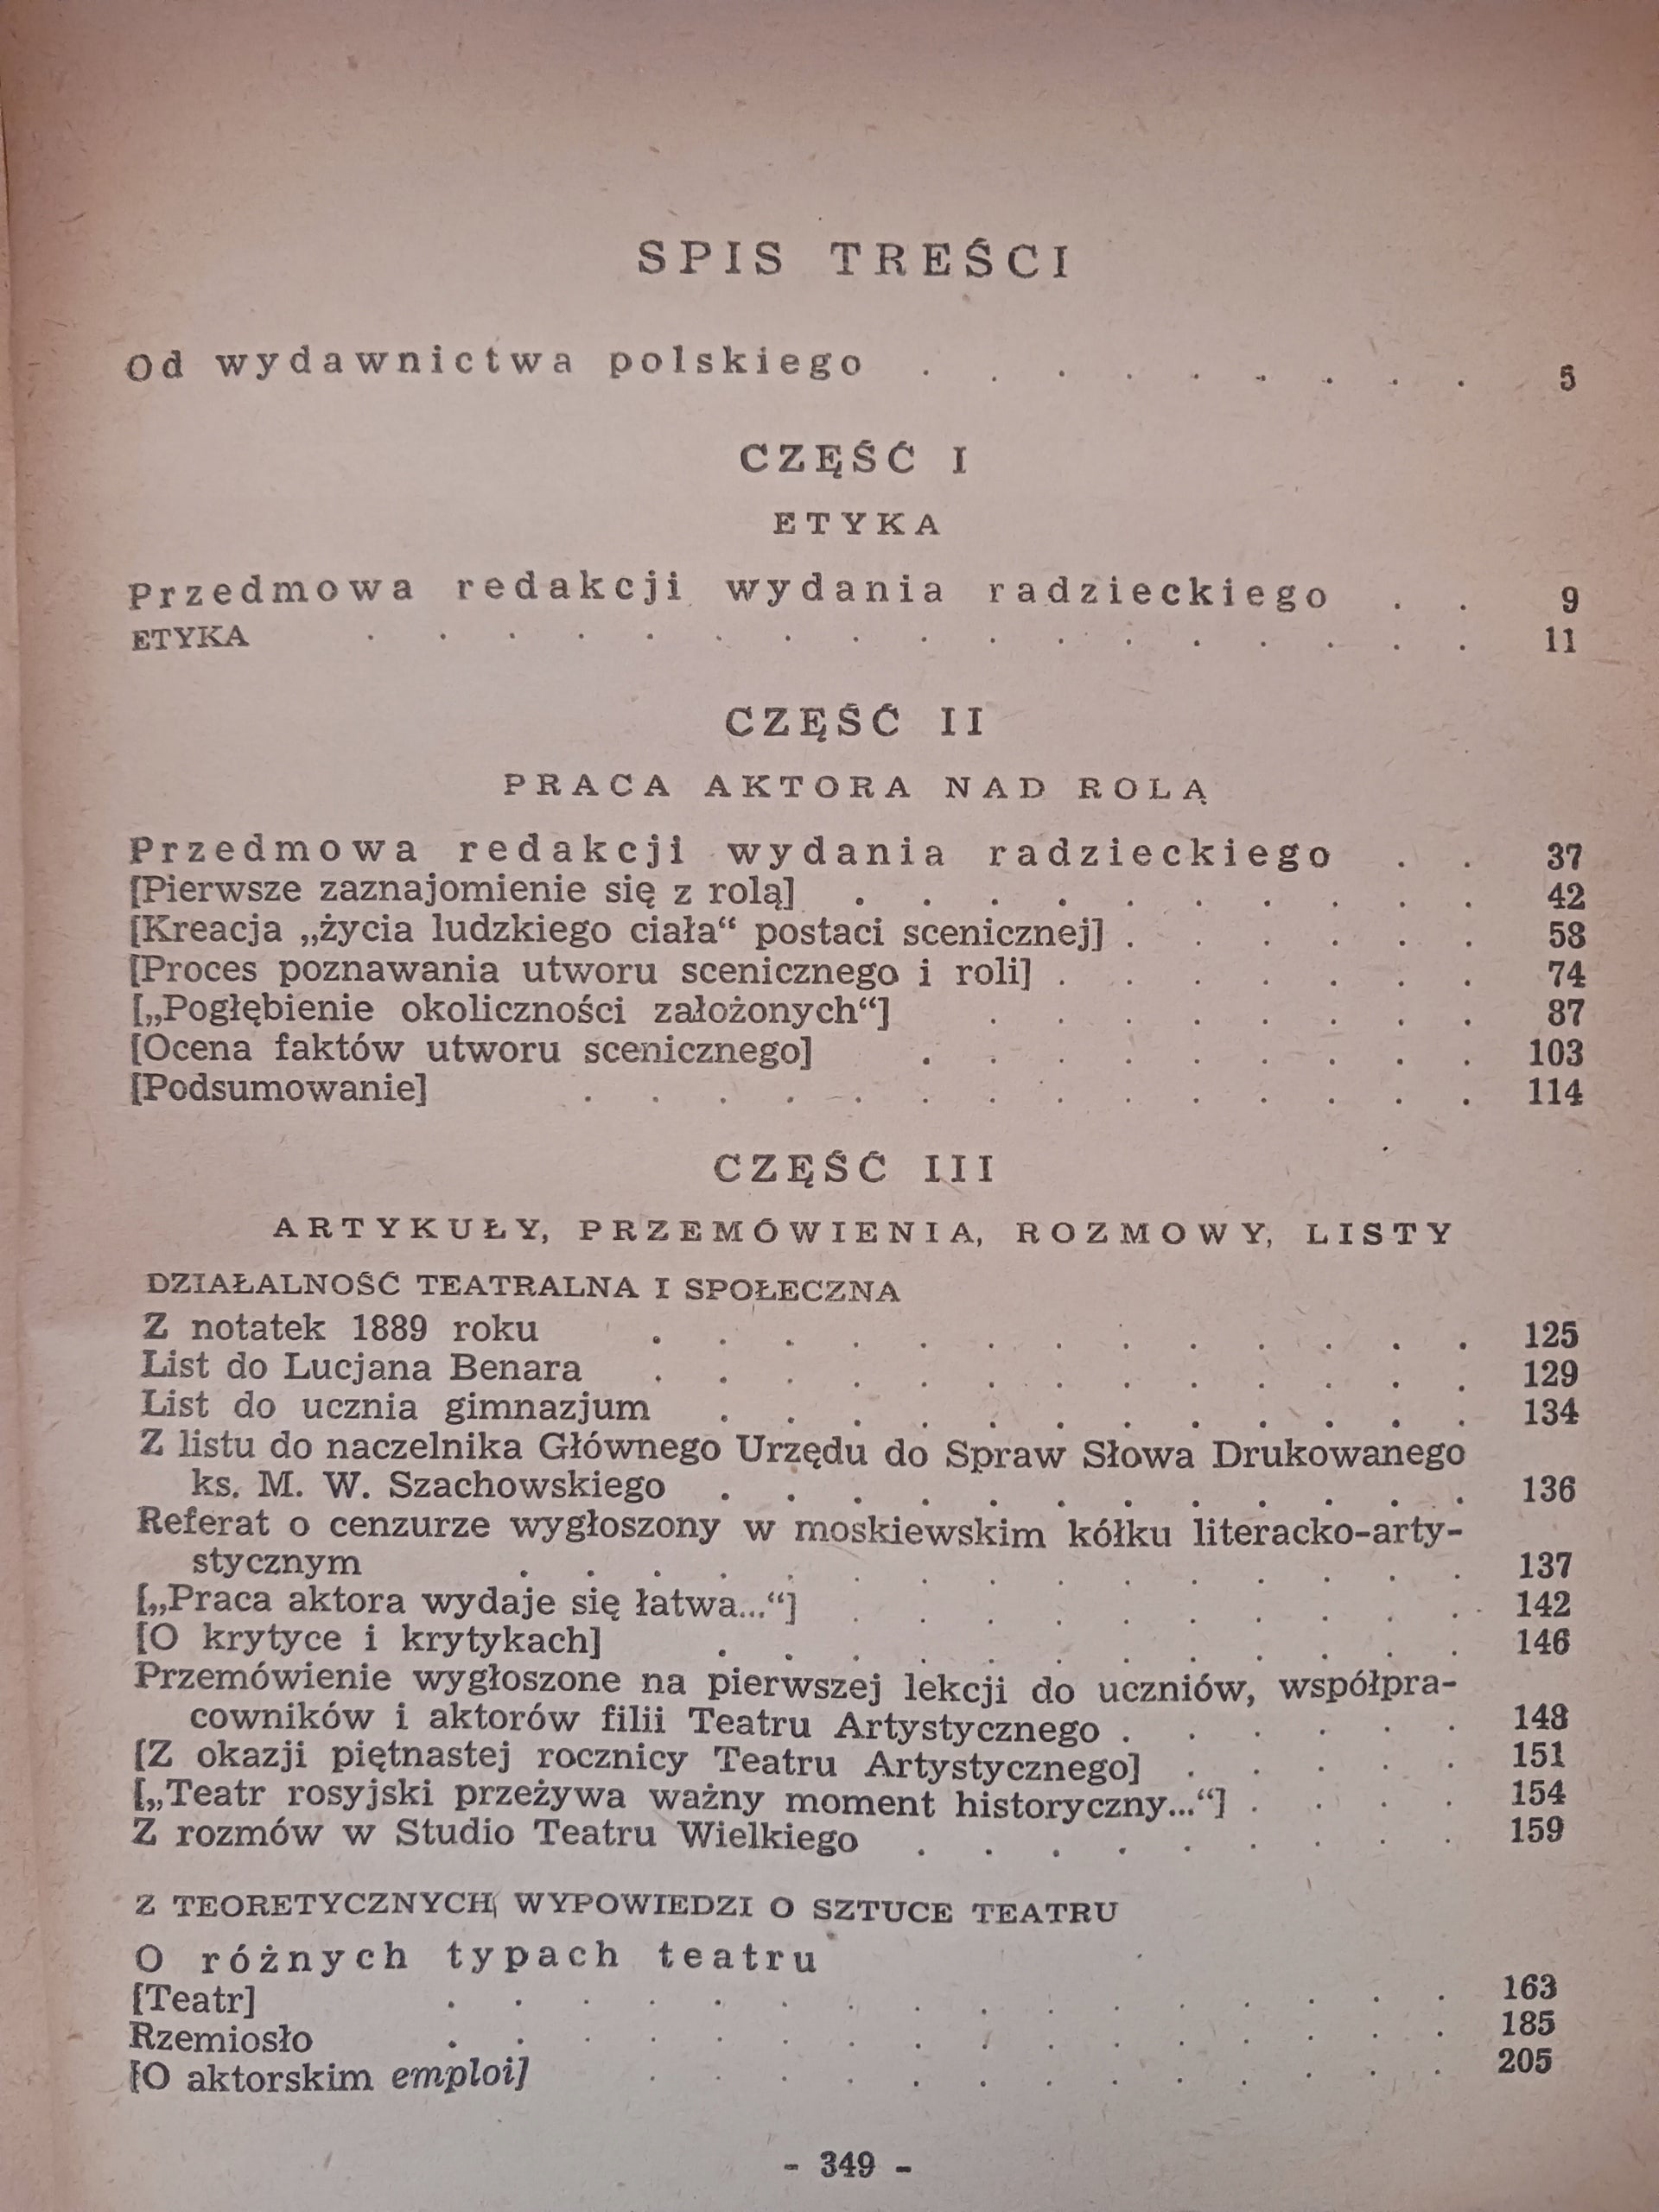 SPIS TREŚCI
Od wydawnictwa polskiego . . . . . . . . . 5
CZĘŚĆ I
ETYKA
Przedmowa redakcji wydania radzieckiego . . 9
ETYKA . . . . . . . . . . . . . . . . . 11
CZĘŚĆ II
PRACA AKTORA NAD ROLĄ
Przedmowa redakcji wydania radzieckiego . . 37
[Pierwsze zaznajomienie się z rolą] . . . . . . . . . . 42
[Kreacja „życia ludzkiego ciała“ postaci scenicznej] . . . . . . 58
[Proces poznawania utworu scenicznego i roli] . . . . . . . 74
[„Pogłębienie okoliczności założonych“] . . . . . . . . 87
[Ocena faktów utworu scenicznego] . . . . . . . . . 103
[Podsumowanie] . . . . . . . . . . . . . . 114
CZĘŚĆ III
ARTYKUŁY, PRZEMÓWIENIA, ROZMOWY, LISTY
DZIAŁALNOŚĆ TEATRALNA I SPOŁECZNA
Z notatek 1889 roku . . . . . . . . . . . . . 125
List do Lucjana Benara . . . . . . . . . . . . . 129
List do ucznia gimnazjum . . . . . . . . . . . . 134
Z listu do naczelnika Głównego Urzędu do Spraw Słowa Drukowanego
ks. M. W. Szachowskiego . . . . . . . . . . . . 136
Referat o cenzurze wygłoszony w moskiewskim kółku literacko-arty-
stycznym . . . . . . . . . . . . . . . 137
[„Praca aktora wydaje się łatwa...“] . . . . . . . . . . 142
[O krytyce i krytykach] . . . . . . . . . . . . 146
Przemówienie wygłoszone na pierwszej lekcji do uczniów, współpra-
cowników i aktorów filii Teatru Artystycznego . . . . . . 148
[Z okazji piętnastej rocznicy Teatru Artystycznego] . . . . . 151
[„Teatr rosyjski przeżywa ważny moment historyczny...“] . . . . 154
Z rozmów w Studio Teatru Wielkiego . . . . . . . . . 159
Z TEORETYCZNYCH WYPOWIEDZI O SZTUCE TEATRU
O różnych typach teatru
[Teatr] . . . . . . . . . . . . . . . . 163
Rzemiosło . . . . . . . . . . . . . . . . 185
[O aktorskim emploi] . . . . . . . . . . . . 205
- 349 -